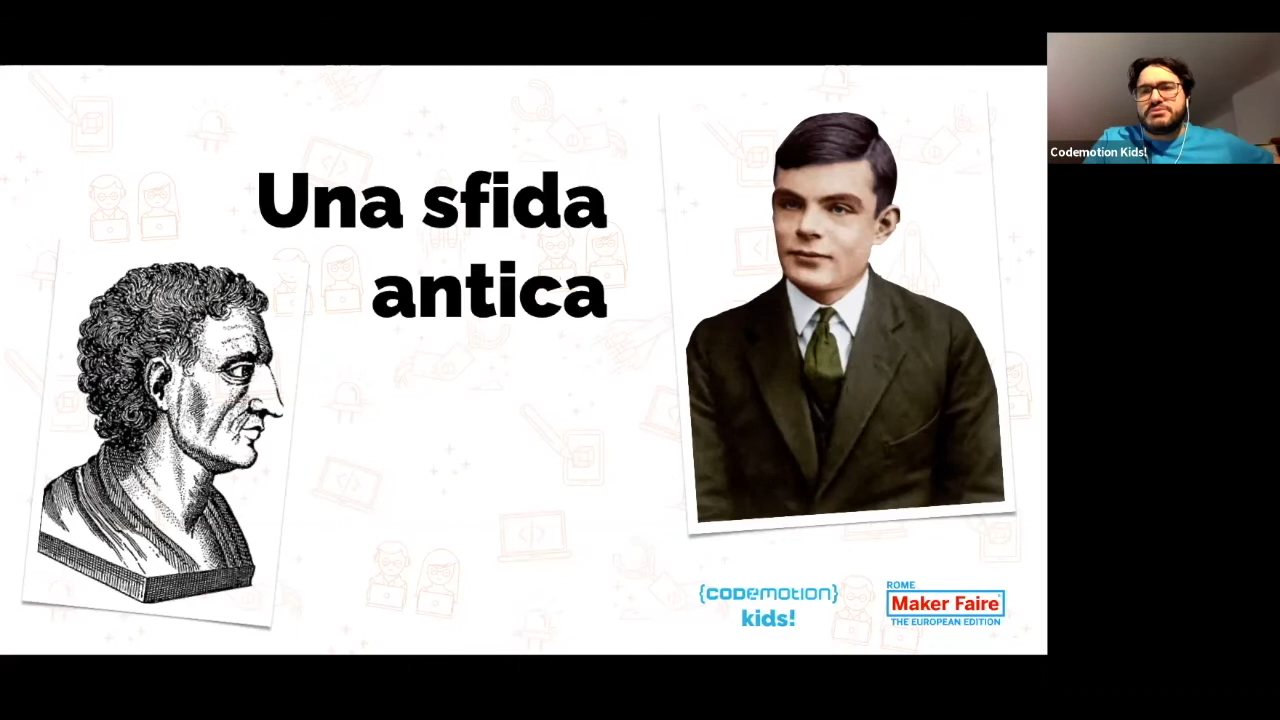 Una sfida
antica
Codemotion Kids!
{CODEMOTION}
kids!
ROME
Maker Faire
THE EUROPEAN EDITION